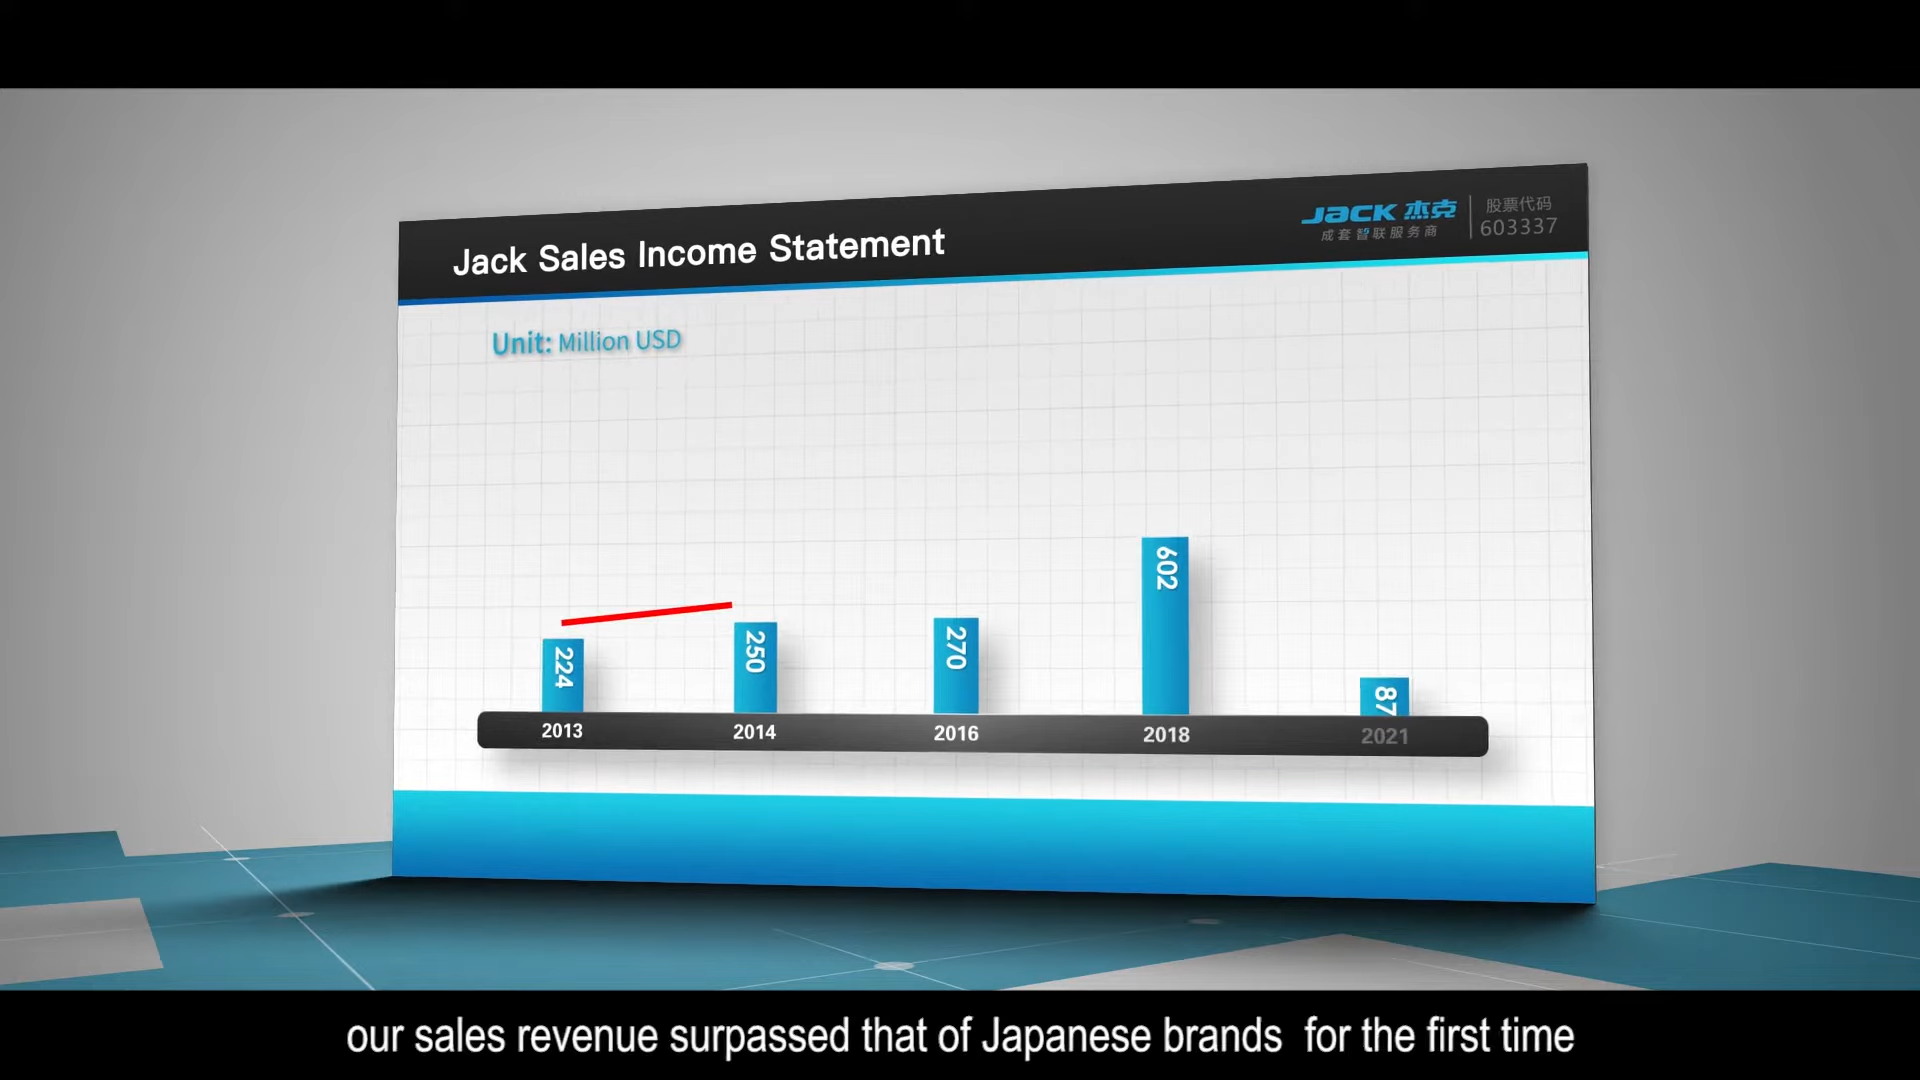 Jack Sales Income Statement
JACK 杰克
成套智联服务商
股票代码
603337
Unit: Million USD
224
250
270
602
87
2013
2014
2016
2018
2021
our sales revenue surpassed that of Japanese brands for the first time